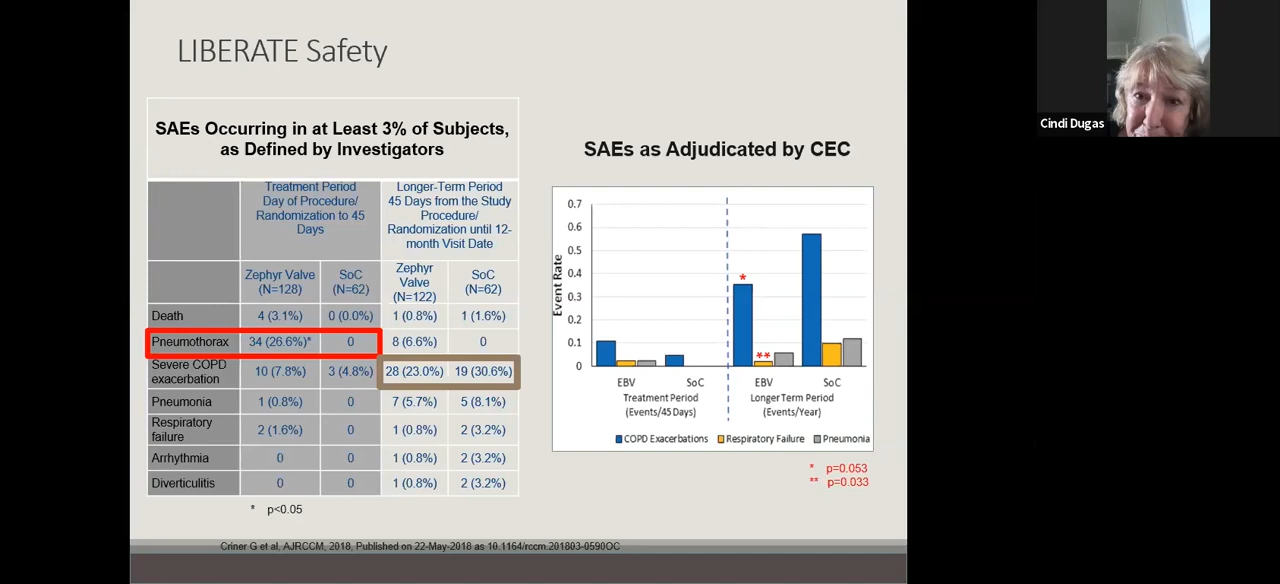 LIBERATE Safety
SAEs Occurring in at Least 3% of Subjects,
as Defined by Investigators
Treatment Period
Day of Procedure/
Randomization to 45
Days
Longer-Term Period
45 Days from the Study
Procedure/
Randomization until 12-
month Visit Date
Zephyr Valve
(N=128)
SoC
(N=62)
Zephyr
Valve
(N=122)
SoC
(N=62)
Death 4 (3.1%) 0 (0.0%) 1 (0.8%) 1 (1.6%)
Pneumothorax 34 (26.6%)* 0 8 (6.6%) 0
Severe COPD
exacerbation 10 (7.8%) 3 (4.8%) 28 (23.0%) 19 (30.6%)
Pneumonia 1 (0.8%) 0 7 (5.7%) 5 (8.1%)
Respiratory
failure 2 (1.6%) 0 1 (0.8%) 2 (3.2%)
Arrhythmia 0 0 1 (0.8%) 2 (3.2%)
Diverticulitis 0 0 1 (0.8%) 2 (3.2%)
* p<0.05
SAEs as Adjudicated by CEC
Event Rate
0.7
0.6
0.5
0.4
0.3
0.2
0.1
0
*
**
EBV SoC EBV SoC
Treatment Period
(Events/45 Days)
Longer Term Period
(Events/Year)
COPD Exacerbations Respiratory Failure Pneumonia
* p=0.053
** p=0.033
Criner G et al, AJRCCM, 2018, Published on 22-May-2018 as 10.1164/rccm.201803-0590OC
Cindi Dugas